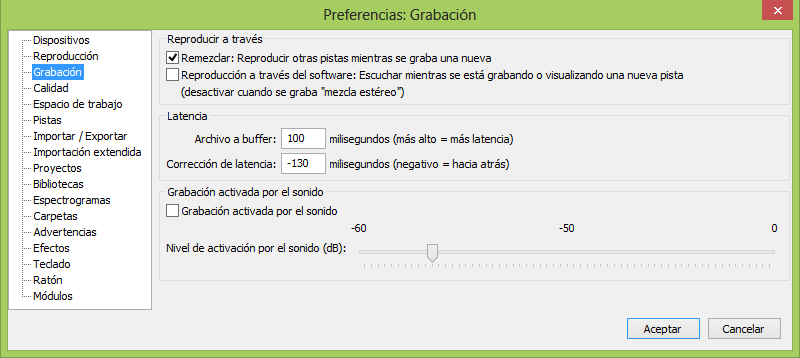 Preferencias: Grabación
Dispositivos
Reproducción
Grabación
Calidad
Espacio de trabajo
Pistas
Importar / Exportar
Importación extendida
Proyectos
Bibliotecas
Espectrogramas
Carpetas
Advertencias
Efectos
Teclado
Ratón
Módulos
Reproducir a través
Remezclar: Reproducir otras pistas mientras se graba una nueva
Reproducción a través del software: Escuchar mientras se está grabando o visualizando una nueva pista
(desactivar cuando se graba "mezcla estéreo")
Latencia
Archivo a buffer: 100 milisegundos (más alto = más latencia)
Corrección de latencia: -130 milisegundos (negativo = hacia atrás)
Grabación activada por el sonido
Grabación activada por el sonido
-60 -50 0
Nivel de activación por el sonido (dB):
Aceptar Cancelar